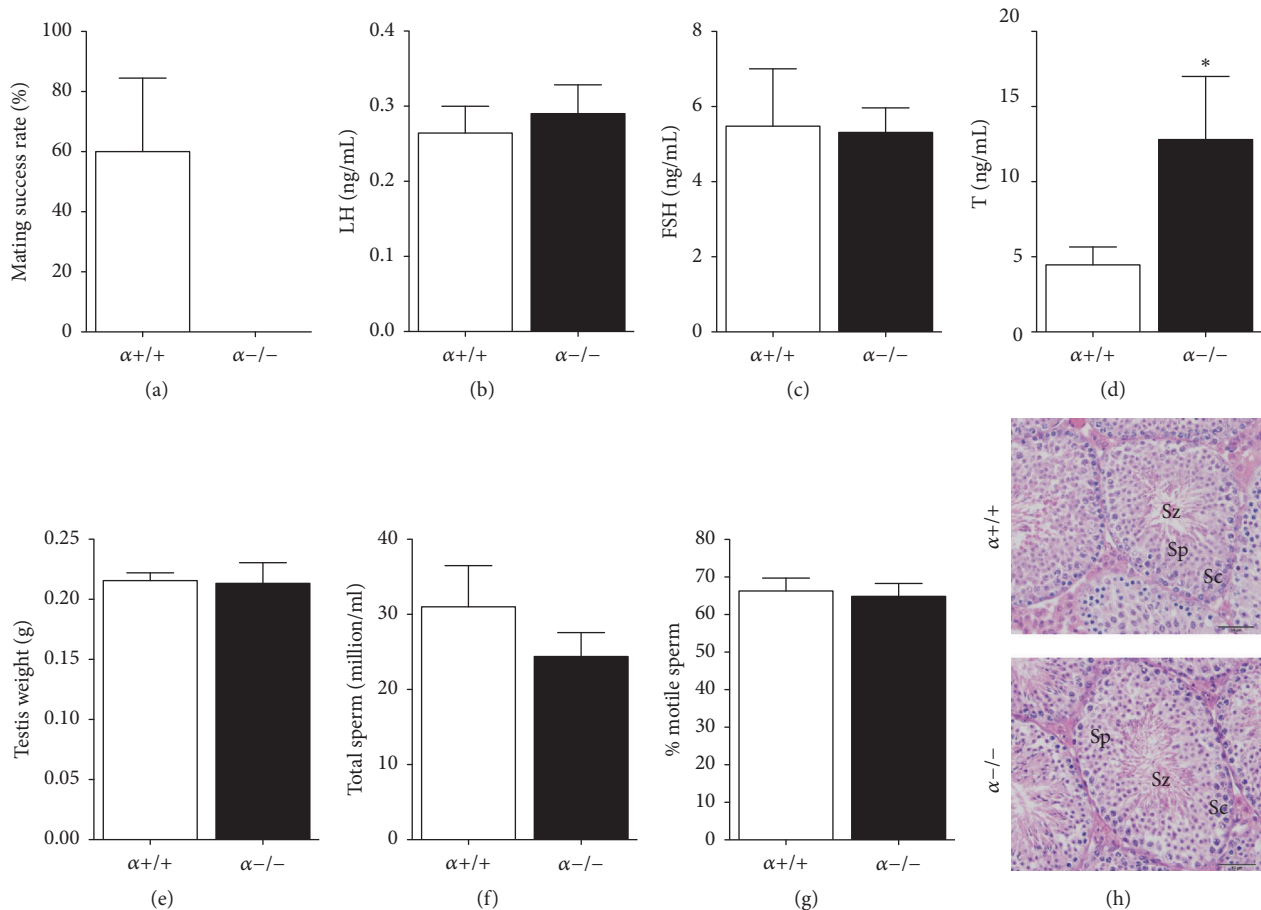 Mating success rate (%)
100
80
60
40
20
0
α+/+
α−/−
(a)
LH (ng/mL)
0.4
0.3
0.2
0.1
0.0
α+/+
α−/−
(b)
FSH (ng/mL)
8
6
4
2
0
α+/+
α−/−
(c)
T (ng/mL)
20
15
10
5
0
*
α+/+
α−/−
(d)
Testis weight (g)
0.25
0.20
0.15
0.10
0.05
0.00
α+/+
α−/−
(e)
Total sperm (million/ml)
40
30
20
10
0
α+/+
α−/−
(f)
% motile sperm
80
70
60
50
40
30
20
10
0
α+/+
α−/−
(g)
α+/+
Sz
Sp
Sc
α−/−
Sp
Sz
Sc
(h)